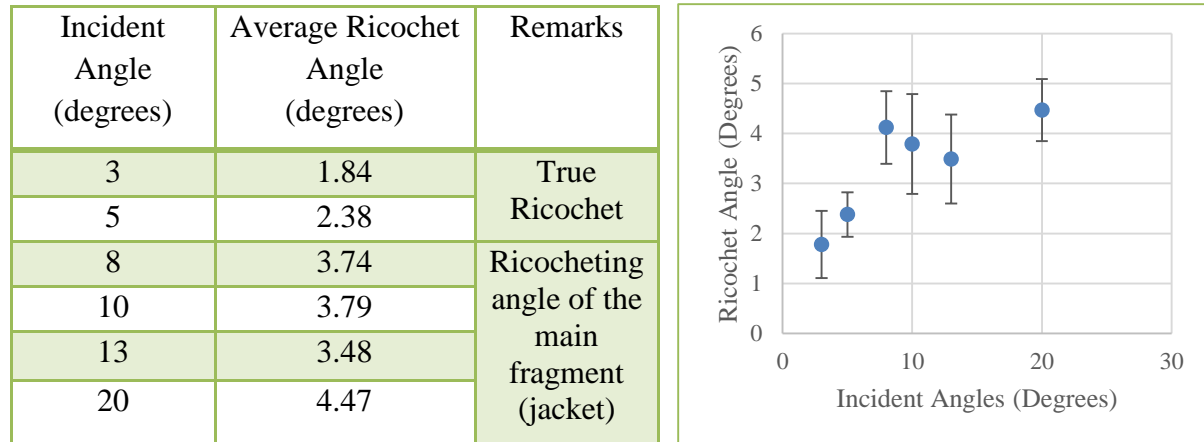 Incident
Angle
(degrees)
Average Ricochet
Angle
(degrees)
Remarks
3
1.84
True
Ricochet
5
2.38
8
3.74
Ricocheting
angle of the
main
fragment
(jacket)
10
3.79
13
3.48
20
4.47
6
5
4
3
2
1
0
Ricochet Angle (Degrees)
0 10 20 30
Incident Angles (Degrees)